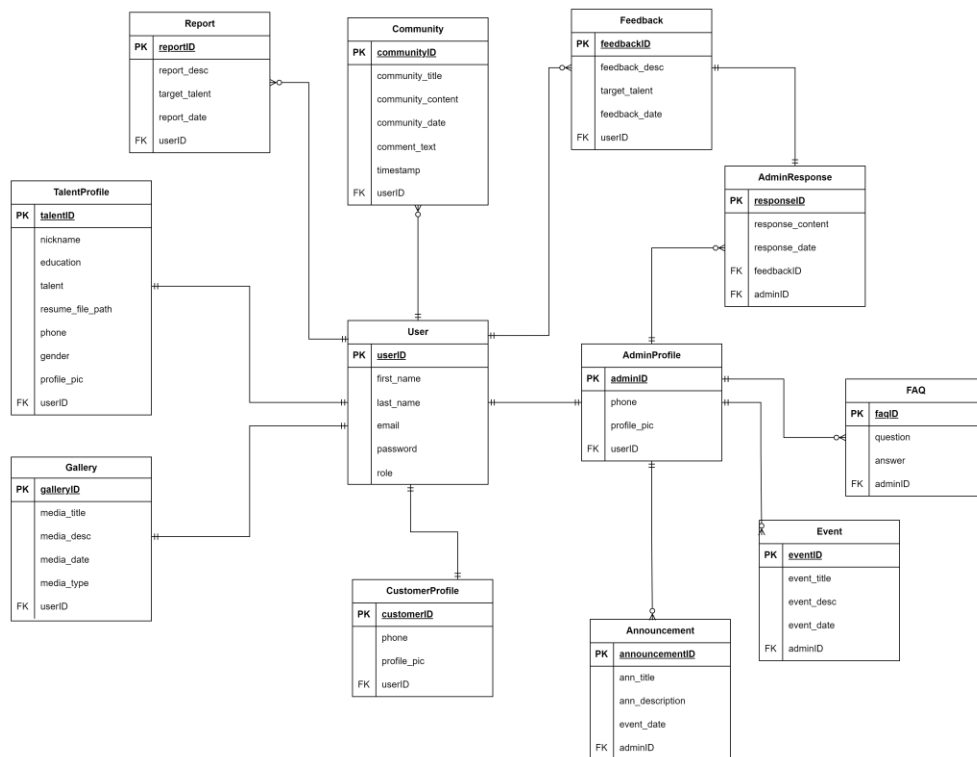 Report
PK reportID
report_desc
target_talent
report_date
FK userID
Community
PK communityID
community_title
community_content
community_date
comment_text
timestamp
FK userID
Feedback
PK feedbackID
feedback_desc
target_talent
feedback_date
FK userID
TalentProfile
PK talentID
nickname
education
talent
resume_file_path
phone
gender
profile_pic
FK userID
AdminResponse
PK responseID
response_content
response_date
FK feedbackID
FK adminID
User
PK userID
first_name
last_name
email
password
role
AdminProfile
PK adminID
phone
profile_pic
FK userID
FAQ
PK faqID
question
answer
FK adminID
Gallery
PK galleryID
media_title
media_desc
media_date
media_type
FK userID
Event
PK eventID
event_title
event_desc
event_date
FK adminID
CustomerProfile
PK customerID
phone
profile_pic
FK userID
Announcement
PK announcementID
ann_title
ann_description
event_date
FK adminID